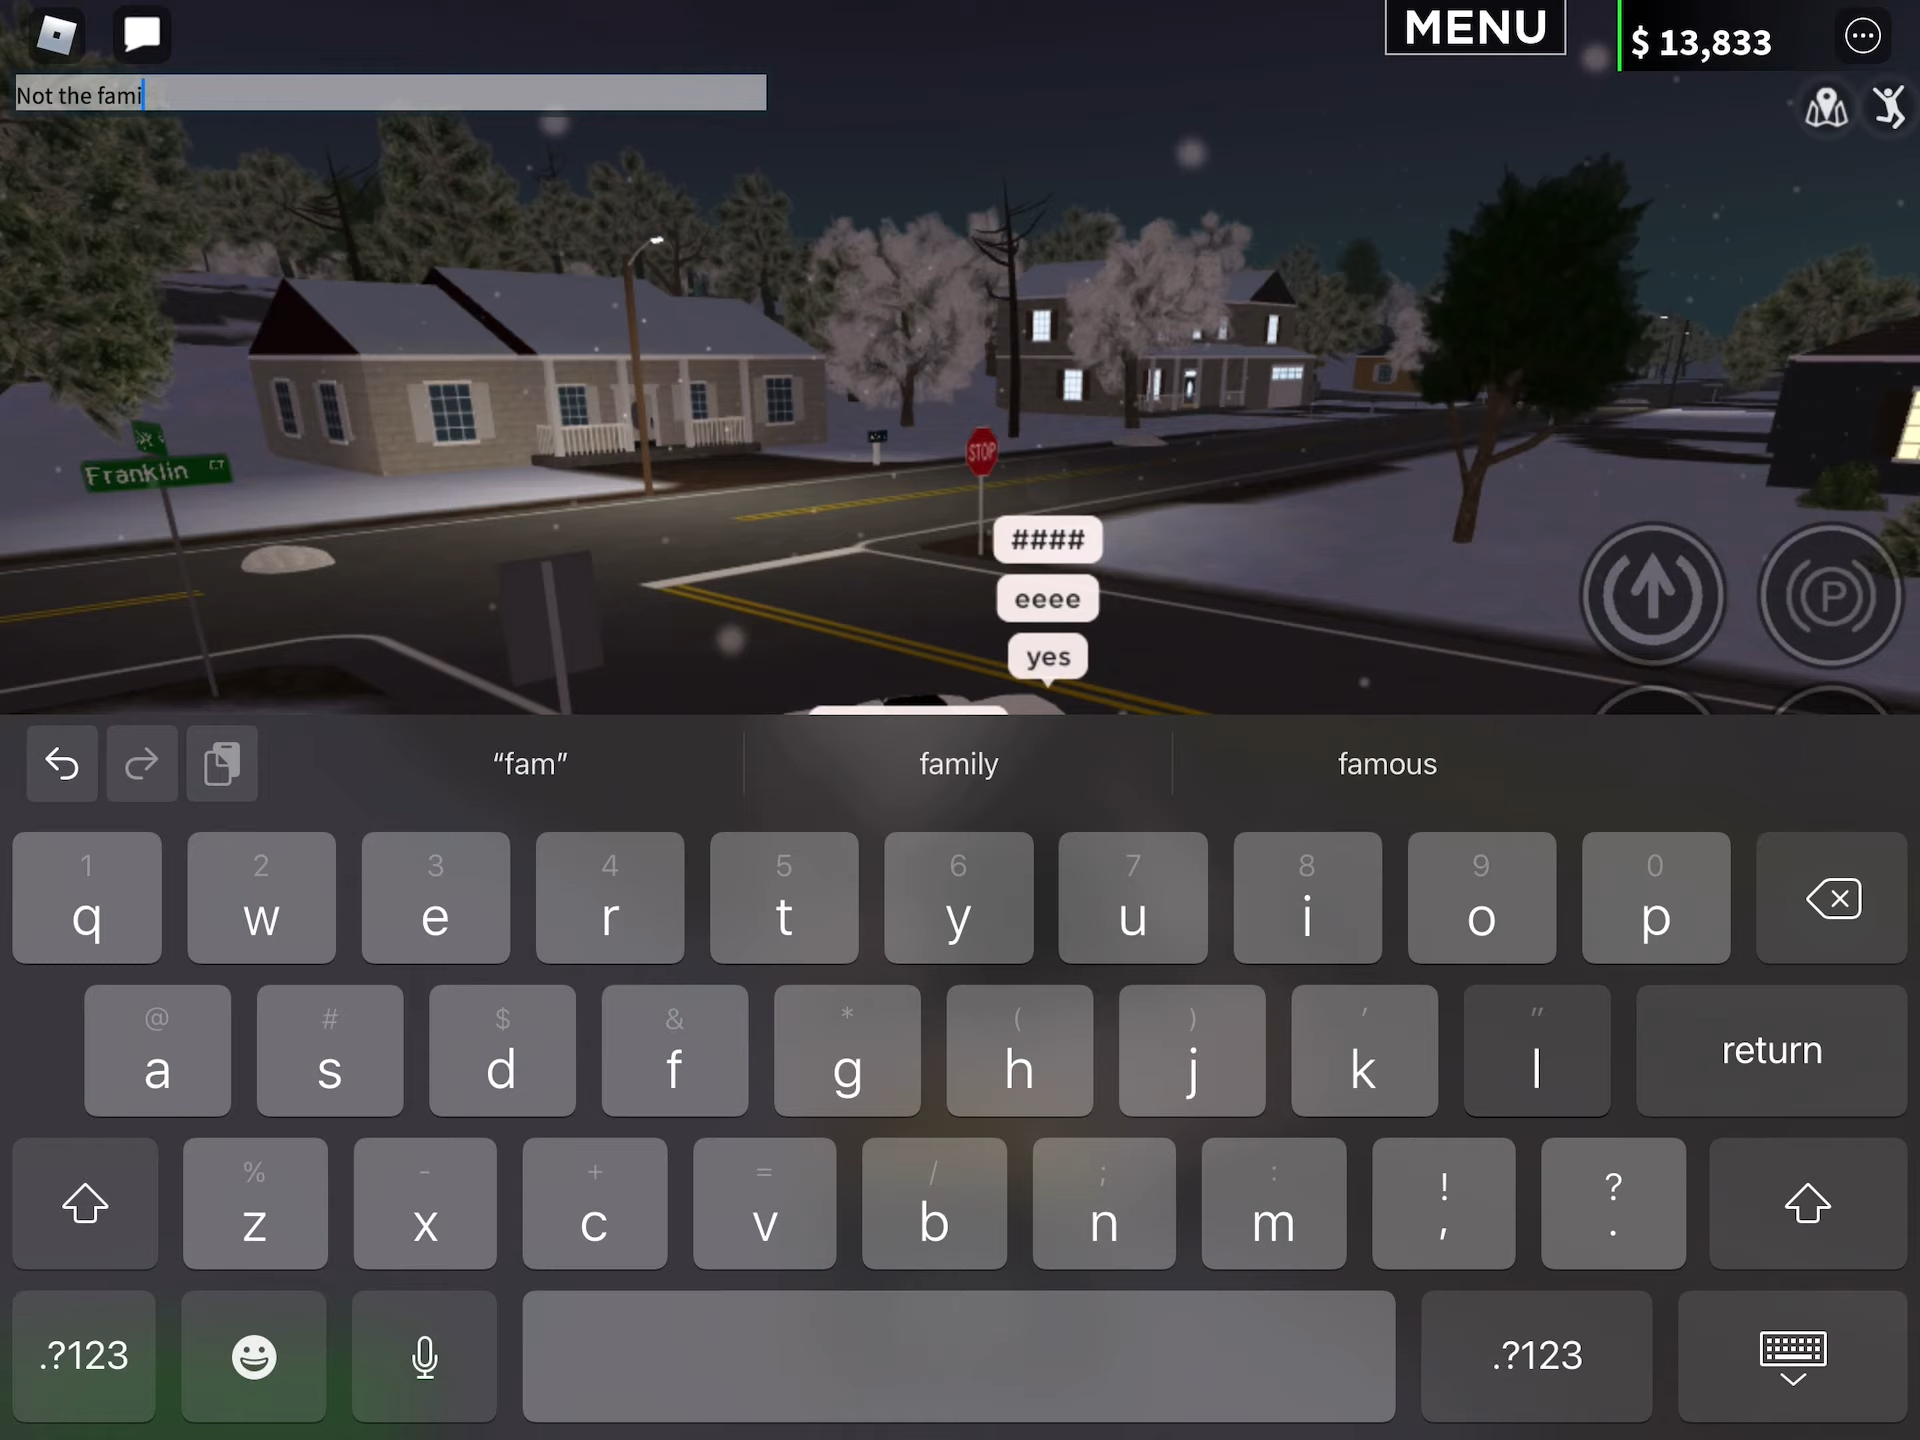 MENU
$ 13,833
Not the fami
Franklin CT
STOP
####
eeee
yes
P
“fam”
family
famous
1 2 3 4 5 6 7 8 9 0
q w e r t y u i o p
@ # $ & * ( ) ' "
a s d f g h j k l return
% - + = / ; : ! ?
z x c v b n m , .
.?123 .?123